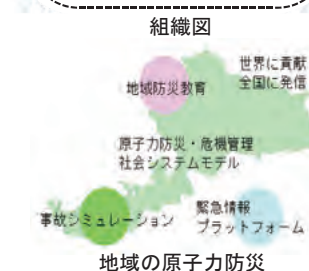 組織図
世界に貢献
全国に発信
地域防災教育
原子力防災・危機管理
社会システムモデル
事故シミュレーション
緊急情報
プラットフォーム
地域の原子力防災